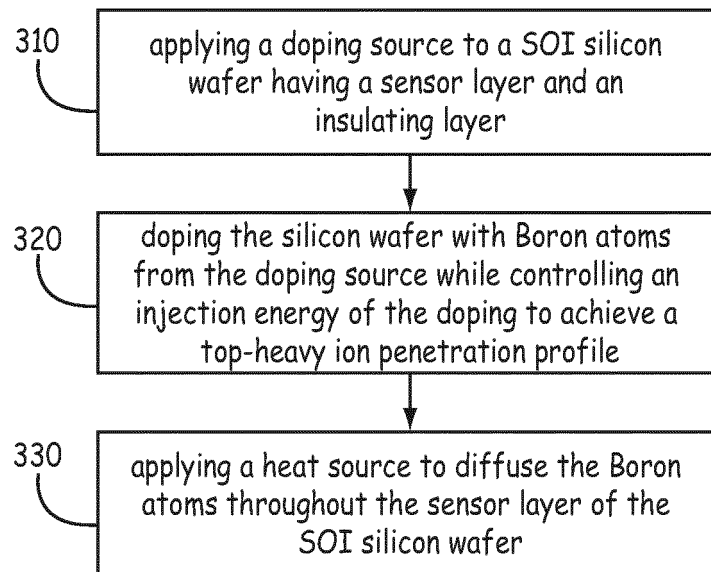 310
applying a doping source to a SOI silicon
wafer having a sensor layer and an
insulating layer
320
doping the silicon wafer with Boron atoms
from the doping source while controlling an
injection energy of the doping to achieve a
top-heavy ion penetration profile
330
applying a heat source to diffuse the Boron
atoms throughout the sensor layer of the
SOI silicon wafer